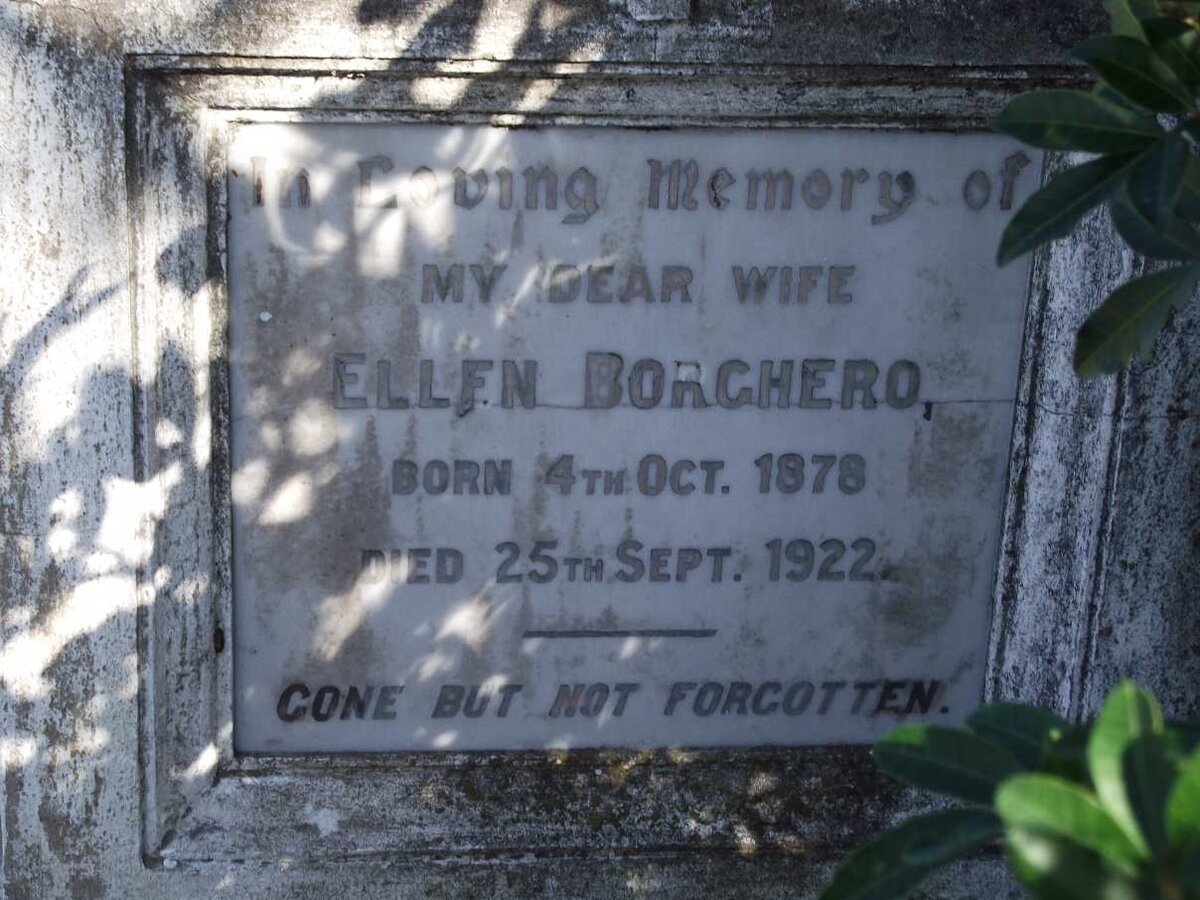 In Loving Memory of
MY DEAR WIFE
ELLEN BORGHERO,
BORN 4TH OCT. 1878
DIED 25TH SEPT. 1922.
GONE BUT NOT FORGOTTEN.